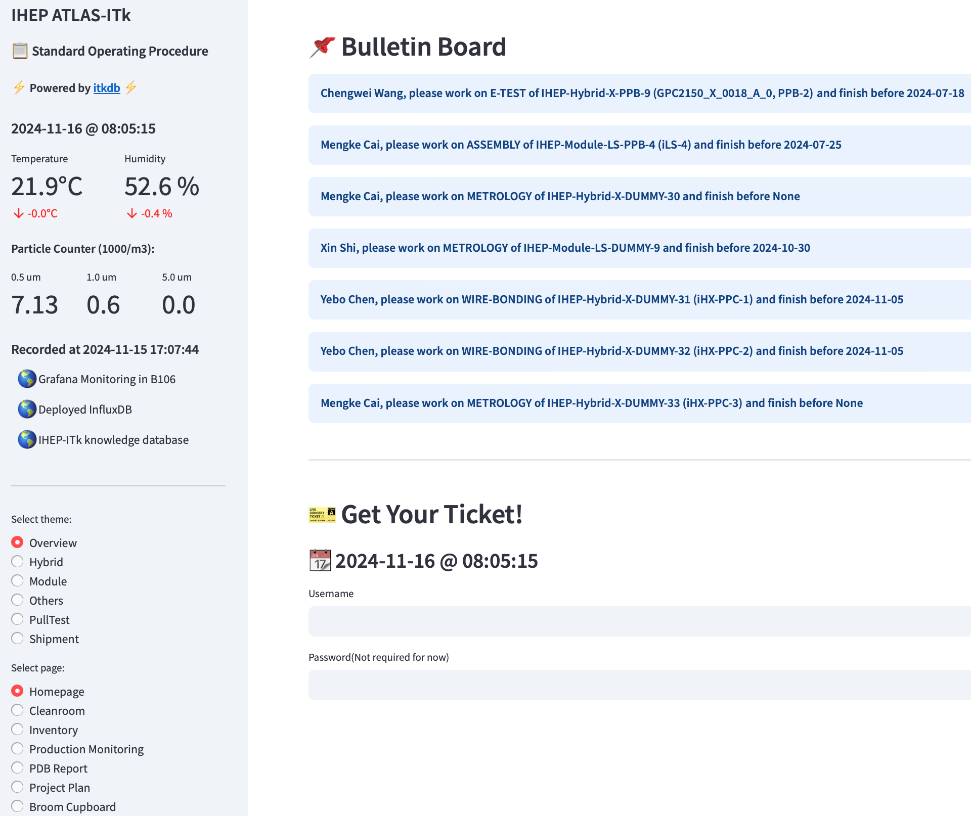 IHEP ATLAS-ITk
Standard Operating Procedure
Powered by itkdb
2024-11-16 @ 08:05:15
Temperature Humidity
21.9°C 52.6 %
-0.0°C -0.4 %
Particle Counter (1000/m3):
0.5 um 1.0 um 5.0 um
7.13 0.6 0.0
Recorded at 2024-11-15 17:07:44
Grafana Monitoring in B106
Deployed InfluxDB
IHEP-ITk knowledge database
Select theme:
Overview
Hybrid
Module
Others
PullTest
Shipment
Select page:
Homepage
Cleanroom
Inventory
Production Monitoring
PDB Report
Project Plan
Broom Cupboard
Bulletin Board
Chengwei Wang, please work on E-TEST of IHEP-Hybrid-X-PPB-9 (GPC2150_X_0018_A_0, PPB-2) and finish before 2024-07-18
Mengke Cai, please work on ASSEMBLY of IHEP-Module-LS-PPB-4 (iLS-4) and finish before 2024-07-25
Mengke Cai, please work on METROLOGY of IHEP-Hybrid-X-DUMMY-30 and finish before None
Xin Shi, please work on METROLOGY of IHEP-Module-LS-DUMMY-9 and finish before 2024-10-30
Yebo Chen, please work on WIRE-BONDING of IHEP-Hybrid-X-DUMMY-31 (iHX-PPC-1) and finish before 2024-11-05
Yebo Chen, please work on WIRE-BONDING of IHEP-Hybrid-X-DUMMY-32 (iHX-PPC-2) and finish before 2024-11-05
Mengke Cai, please work on METROLOGY of IHEP-Hybrid-X-DUMMY-33 (iHX-PPC-3) and finish before None
Get Your Ticket!
2024-11-16 @ 08:05:15
Username
Password(Not required for now)